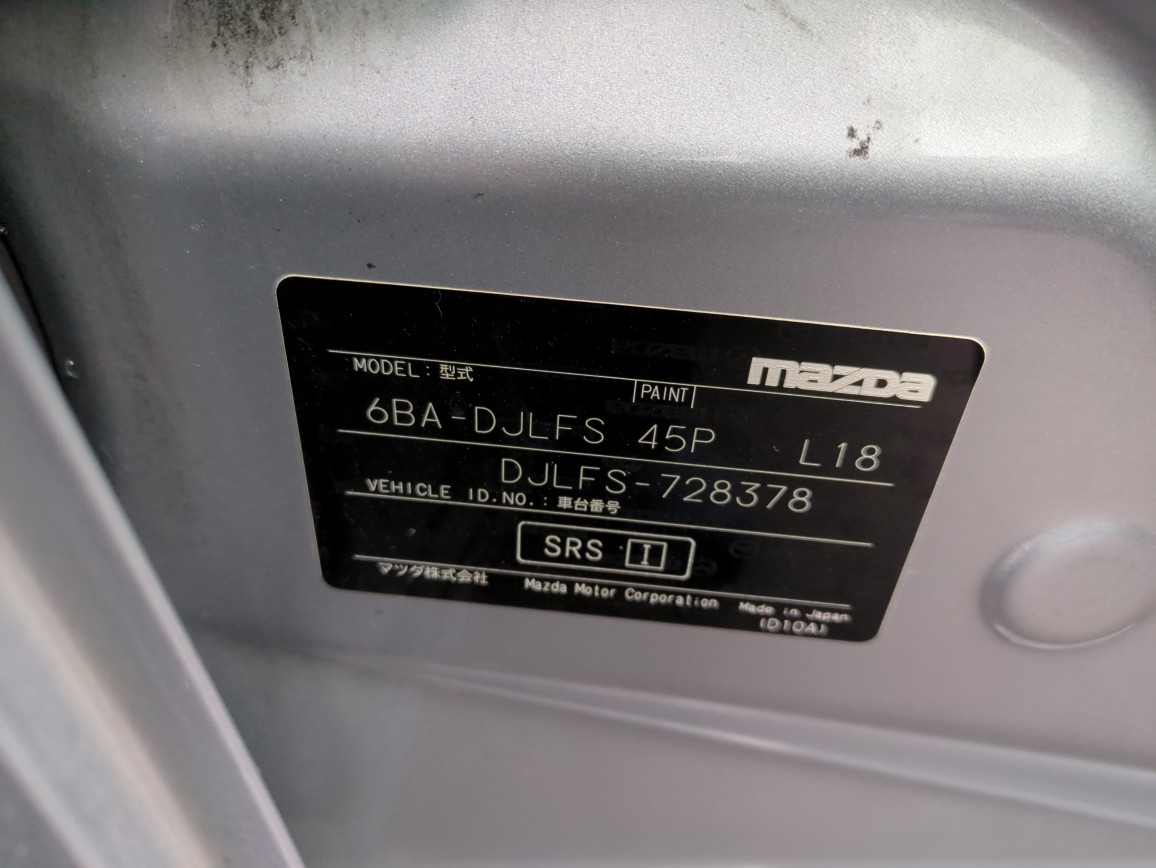 mazda
MODEL : 型式
PAINT
6BA-DJLFS 45P L18
DJLFS-728378
VEHICLE ID.NO. : 車台番号
SRS I
マツダ株式会社 Mazda Motor Corporation Made in Japan
(D10A)